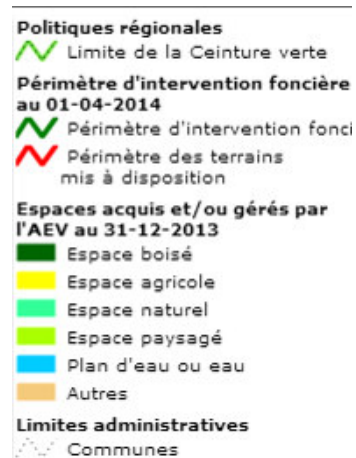 Politiques régionales
Limite de la Ceinture verte
Périmètre d'intervention foncière
au 01-04-2014
Périmètre d'intervention fonci
Périmètre des terrains
mis à disposition
Espaces acquis et/ou gérés par
l'AEV au 31-12-2013
Espace boisé
Espace agricole
Espace naturel
Espace paysagé
Plan d'eau ou eau
Autres
Limites administratives
Communes